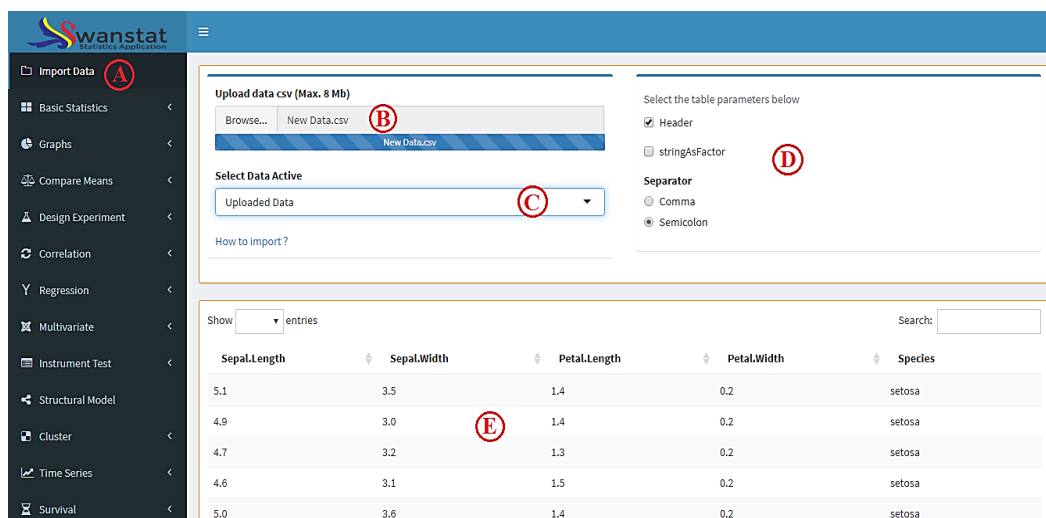 Swanstat
Statistics Application
Import Data A
Basic Statistics
Graphs
Compare Means
Design Experiment
Correlation
Regression
Multivariate
Instrument Test
Structural Model
Cluster
Time Series
Survival
Upload data csv (Max. 8 Mb)
Browse... New Data.csv B
New Data.csv
Select Data Active
Uploaded Data C
How to import ?
Select the table parameters below
Header
stringAsFactor D
Separator
Comma
Semicolon
Show entries Search:
Sepal.Length Sepal.Width Petal.Length Petal.Width Species
5.1 3.5 1.4 0.2 setosa
4.9 3.0 E 1.4 0.2 setosa
4.7 3.2 1.3 0.2 setosa
4.6 3.1 1.5 0.2 setosa
5.0 3.6 1.4 0.2 setosa